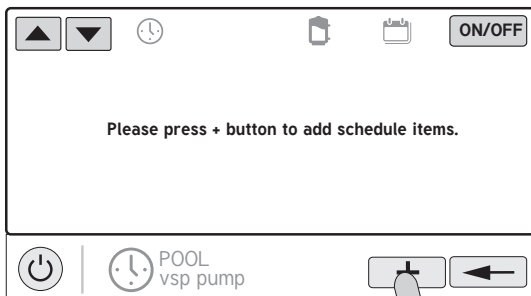 ON/OFF
Please press + button to add schedule items.
POOL
vsp pump